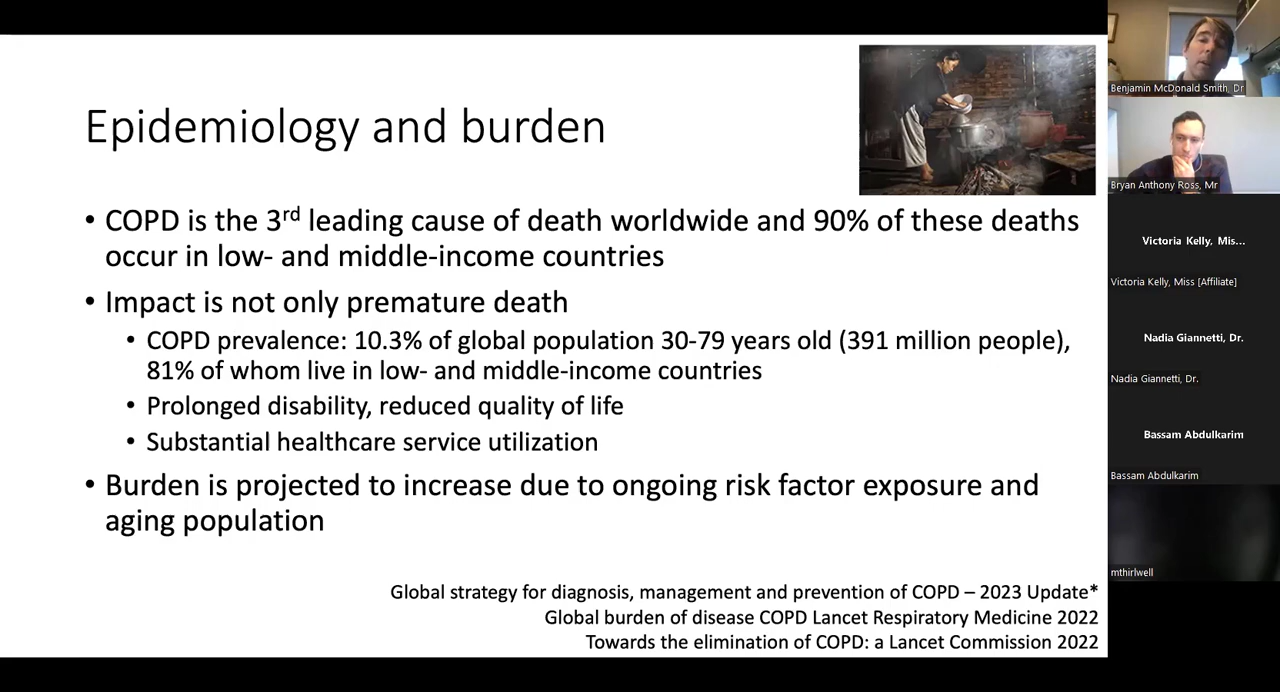 Epidemiology and burden
• COPD is the 3rd leading cause of death worldwide and 90% of these deaths
occur in low- and middle-income countries
• Impact is not only premature death
• COPD prevalence: 10.3% of global population 30-79 years old (391 million people),
81% of whom live in low- and middle-income countries
• Prolonged disability, reduced quality of life
• Substantial healthcare service utilization
• Burden is projected to increase due to ongoing risk factor exposure and
aging population
Global strategy for diagnosis, management and prevention of COPD – 2023 Update*
Global burden of disease COPD Lancet Respiratory Medicine 2022
Towards the elimination of COPD: a Lancet Commission 2022
Benjamin McDonald Smith, Dr
Bryan Anthony Ross, Mr
Victoria Kelly, Mis...
Victoria Kelly, Miss [Affiliate]
Nadia Giannetti, Dr.
Nadia Giannetti, Dr.
Bassam Abdulkarim
Bassam Abdulkarim
mthirlwell